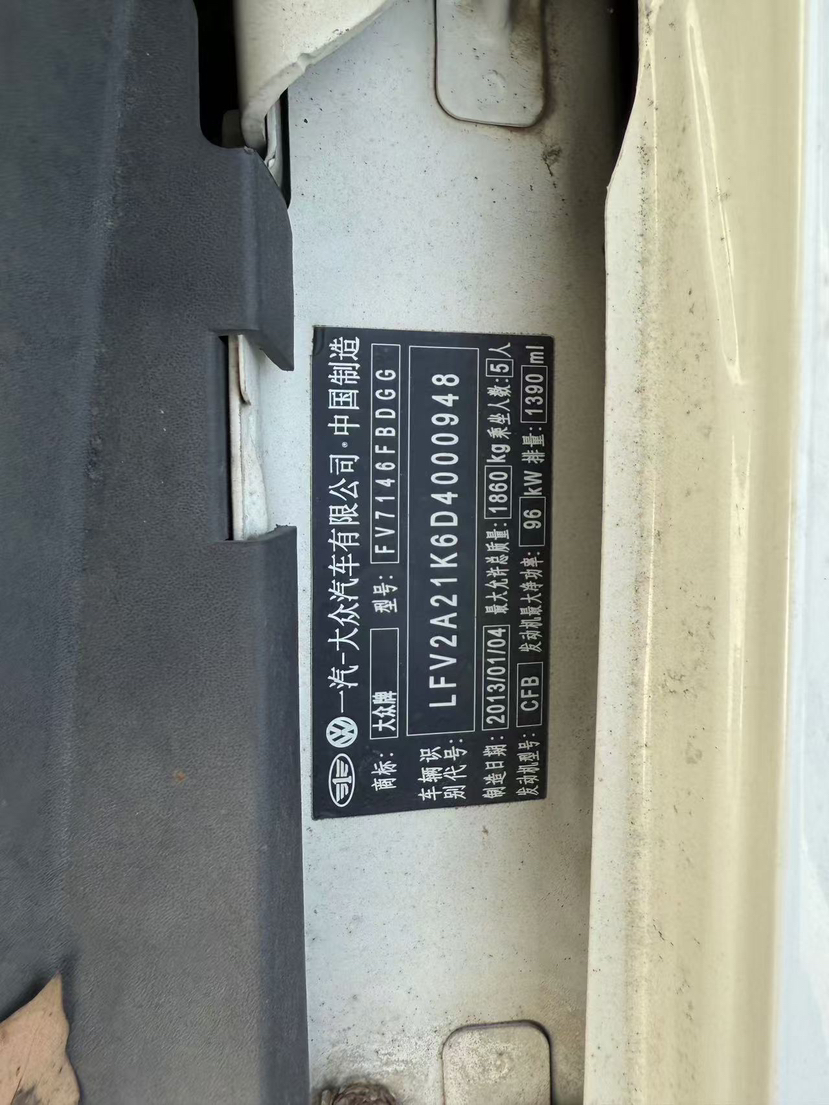 一汽-大众汽车有限公司·中国制造
商标: 大众牌 型号: FV7146FBDGG
车辆识别代号: LFV2A21K6D4000948
制造日期: 2013/01/04 最大允许总质量: 1860 kg 乘坐人数: 5 人
发动机型号: CFB 发动机最大净功率: 96 kW 排量: 1390 ml